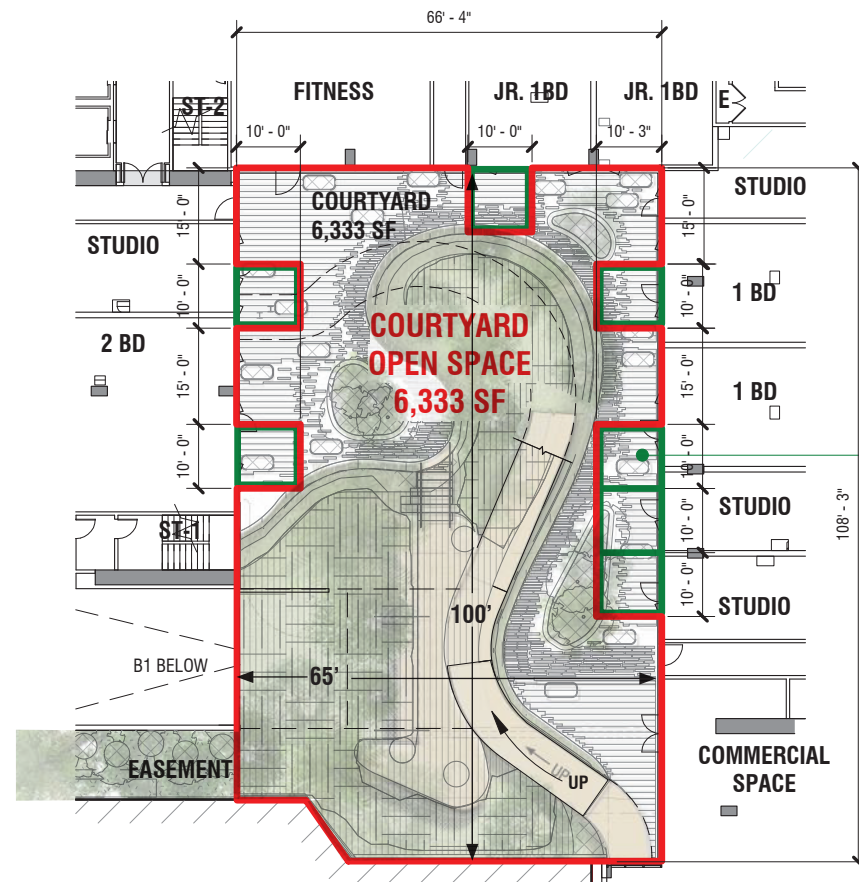 66' - 4"
FITNESS
JR. 1BD
JR. 1BD
E
ST-2
10' - 0"
10' - 0"
10' - 3"
COURTYARD
6,333 SF
STUDIO
15' - 0"
15' - 0"
STUDIO
10' - 0"
10' - 0"
1 BD
COURTYARD
OPEN SPACE
6,333 SF
2 BD
15' - 0"
15' - 0"
1 BD
10' - 0"
10' - 0"
10' - 0"
STUDIO
ST-1
108' - 3"
10' - 0"
STUDIO
100'
B1 BELOW
65'
EASEMENT
COMMERCIAL
SPACE
UP
UP